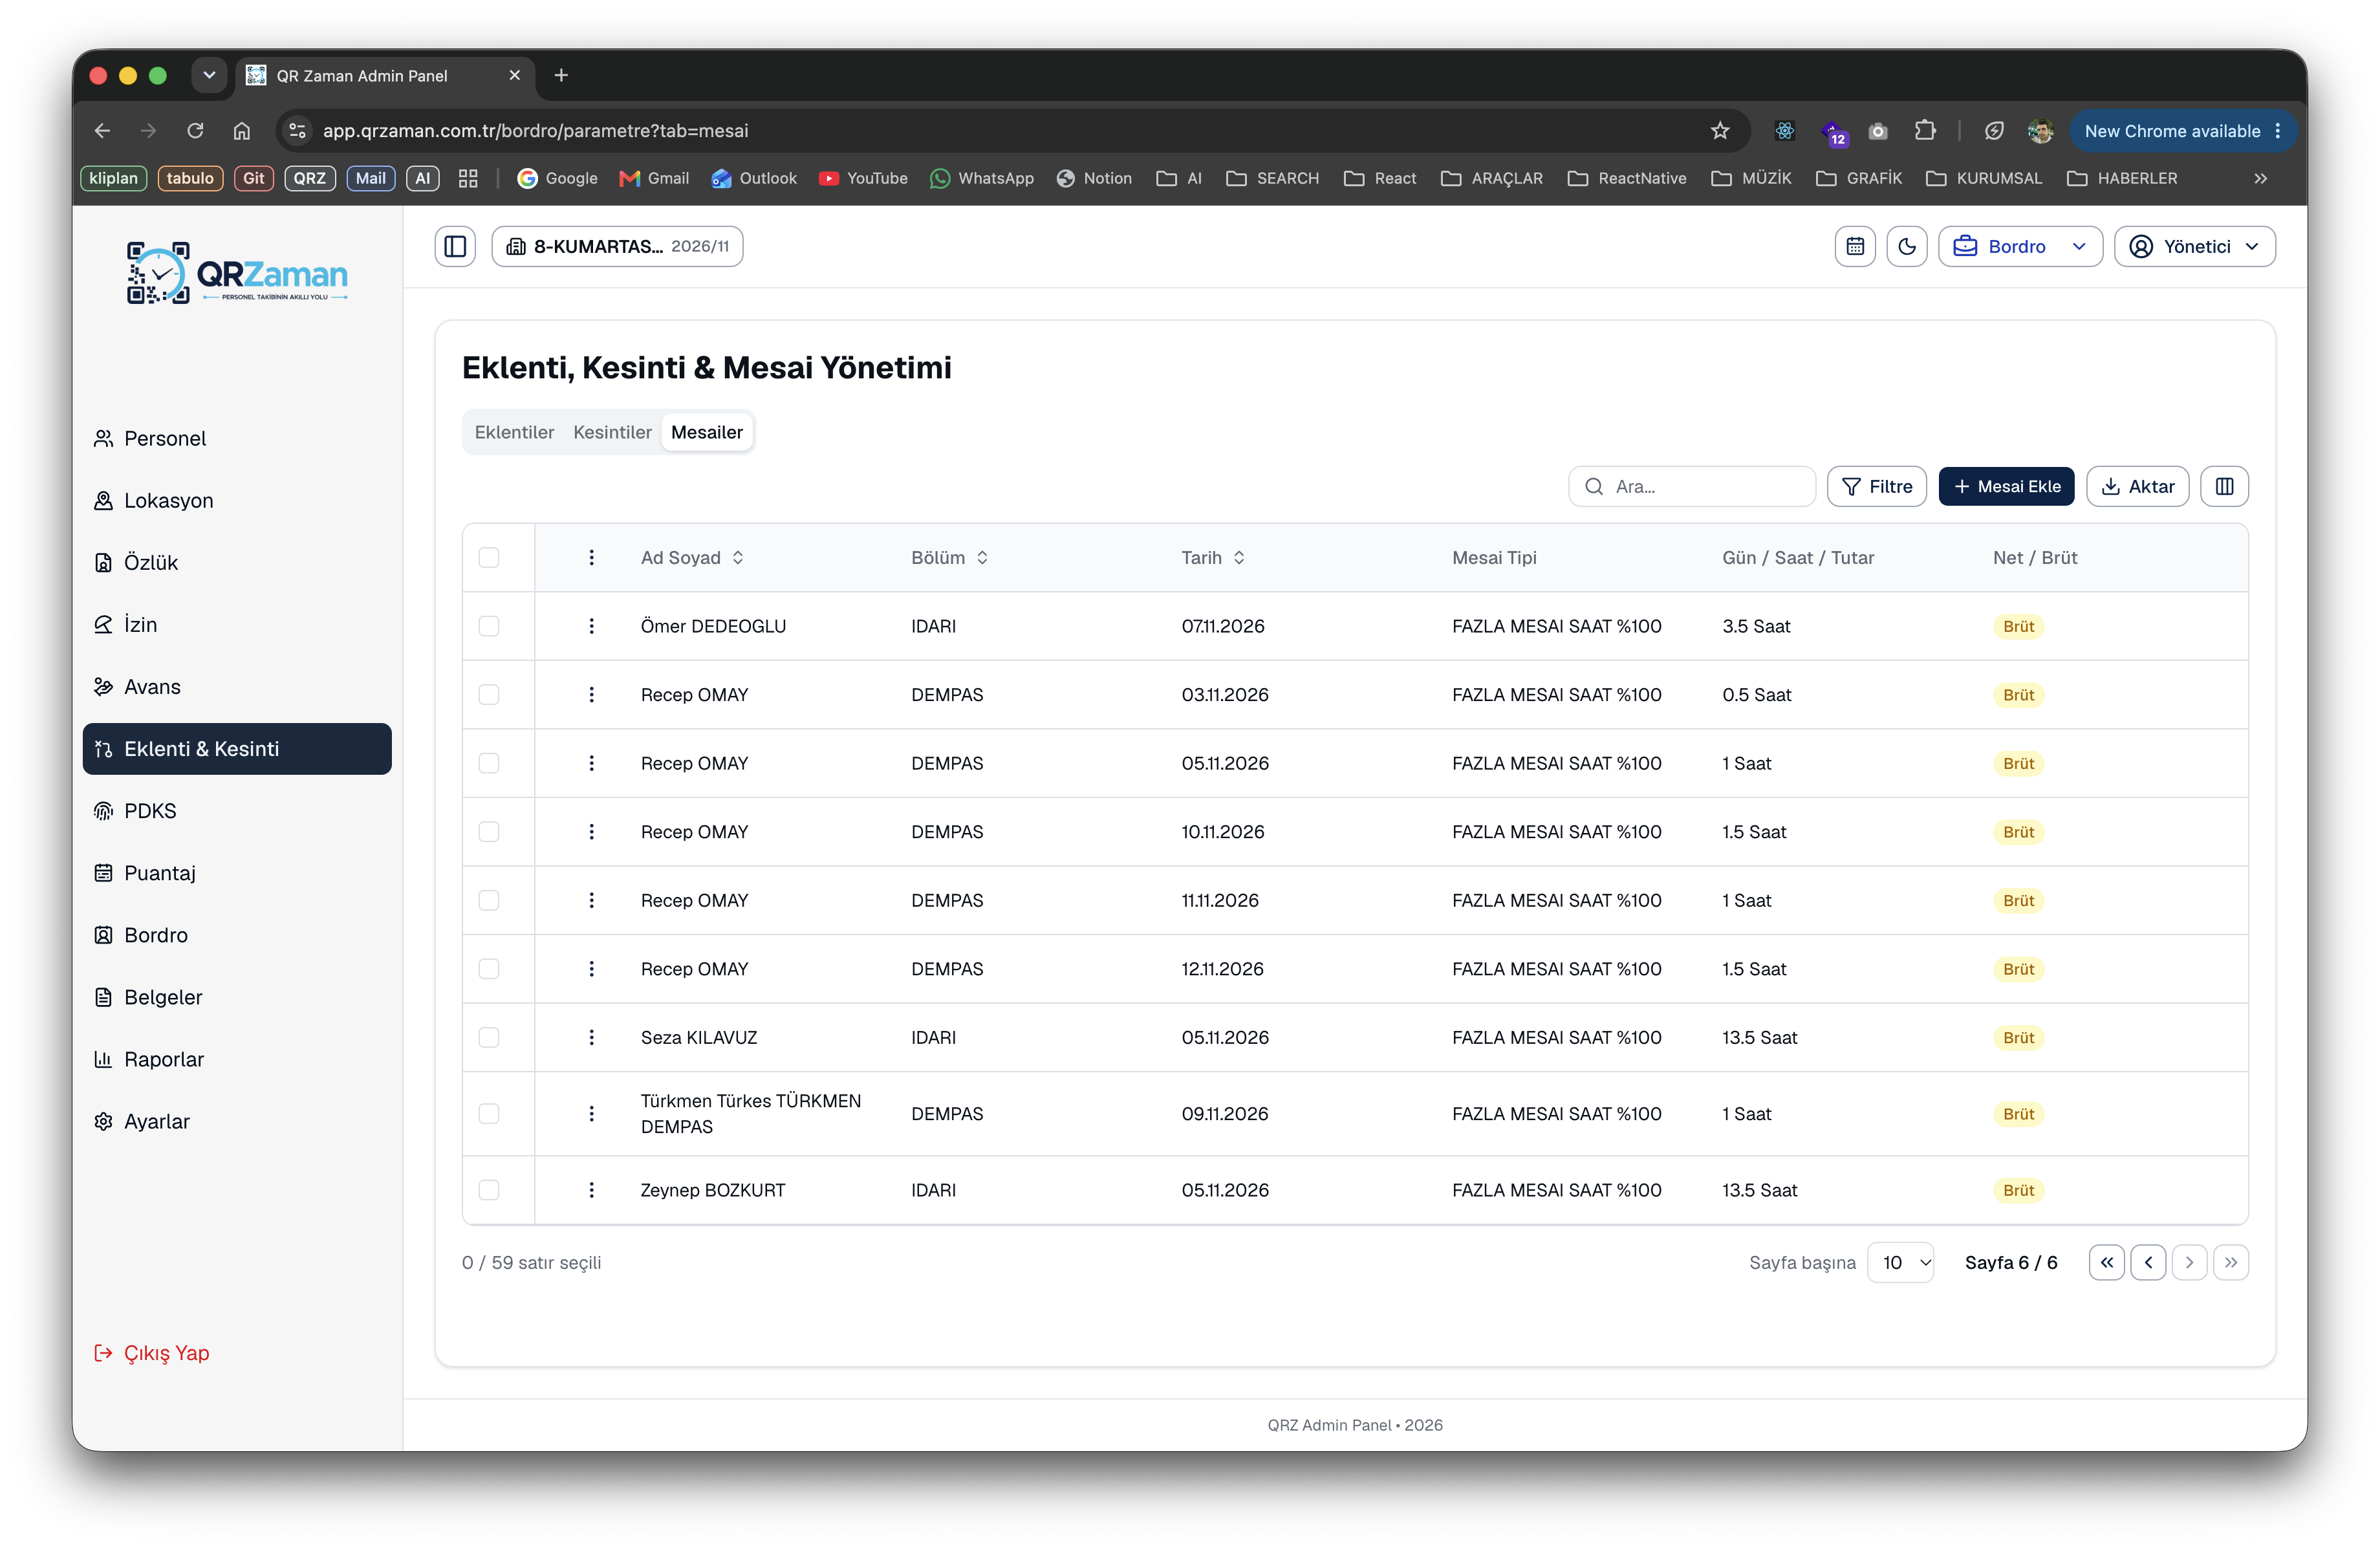 QR Zaman Admin Panel
app.qrzaman.com.tr/bordro/parametre?tab=mesai
12
New Chrome available
kliplan tabulo Git QRZ Mail AI Google Gmail Outlook YouTube WhatsApp Notion AI SEARCH React ARAÇLAR ReactNative MÜZİK GRAFİK KURUMSAL HABERLER
QRZaman
PERSONEL TAKİBİNİN AKILLI YOLU
Personel
Lokasyon
Özlük
İzin
Avans
Eklenti & Kesinti
PDKS
Puantaj
Bordro
Belgeler
Raporlar
Ayarlar
Çıkış Yap
8-KUMARTAS... 2026/11
Bordro
Yönetici
Eklenti, Kesinti & Mesai Yönetimi
Eklentiler Kesintiler Mesailer
Ara... Filtre + Mesai Ekle Aktar
Ad Soyad Bölüm Tarih Mesai Tipi Gün / Saat / Tutar Net / Brüt
Ömer DEDEOGLU IDARI 07.11.2026 FAZLA MESAI SAAT %100 3.5 Saat Brüt
Recep OMAY DEMPAS 03.11.2026 FAZLA MESAI SAAT %100 0.5 Saat Brüt
Recep OMAY DEMPAS 05.11.2026 FAZLA MESAI SAAT %100 1 Saat Brüt
Recep OMAY DEMPAS 10.11.2026 FAZLA MESAI SAAT %100 1.5 Saat Brüt
Recep OMAY DEMPAS 11.11.2026 FAZLA MESAI SAAT %100 1 Saat Brüt
Recep OMAY DEMPAS 12.11.2026 FAZLA MESAI SAAT %100 1.5 Saat Brüt
Seza KILAVUZ IDARI 05.11.2026 FAZLA MESAI SAAT %100 13.5 Saat Brüt
Türkmen Türkes TÜRKMEN
DEMPAS DEMPAS 09.11.2026 FAZLA MESAI SAAT %100 1 Saat Brüt
Zeynep BOZKURT IDARI 05.11.2026 FAZLA MESAI SAAT %100 13.5 Saat Brüt
0 / 59 satır seçili
Sayfa başına 10 Sayfa 6 / 6
QRZ Admin Panel • 2026